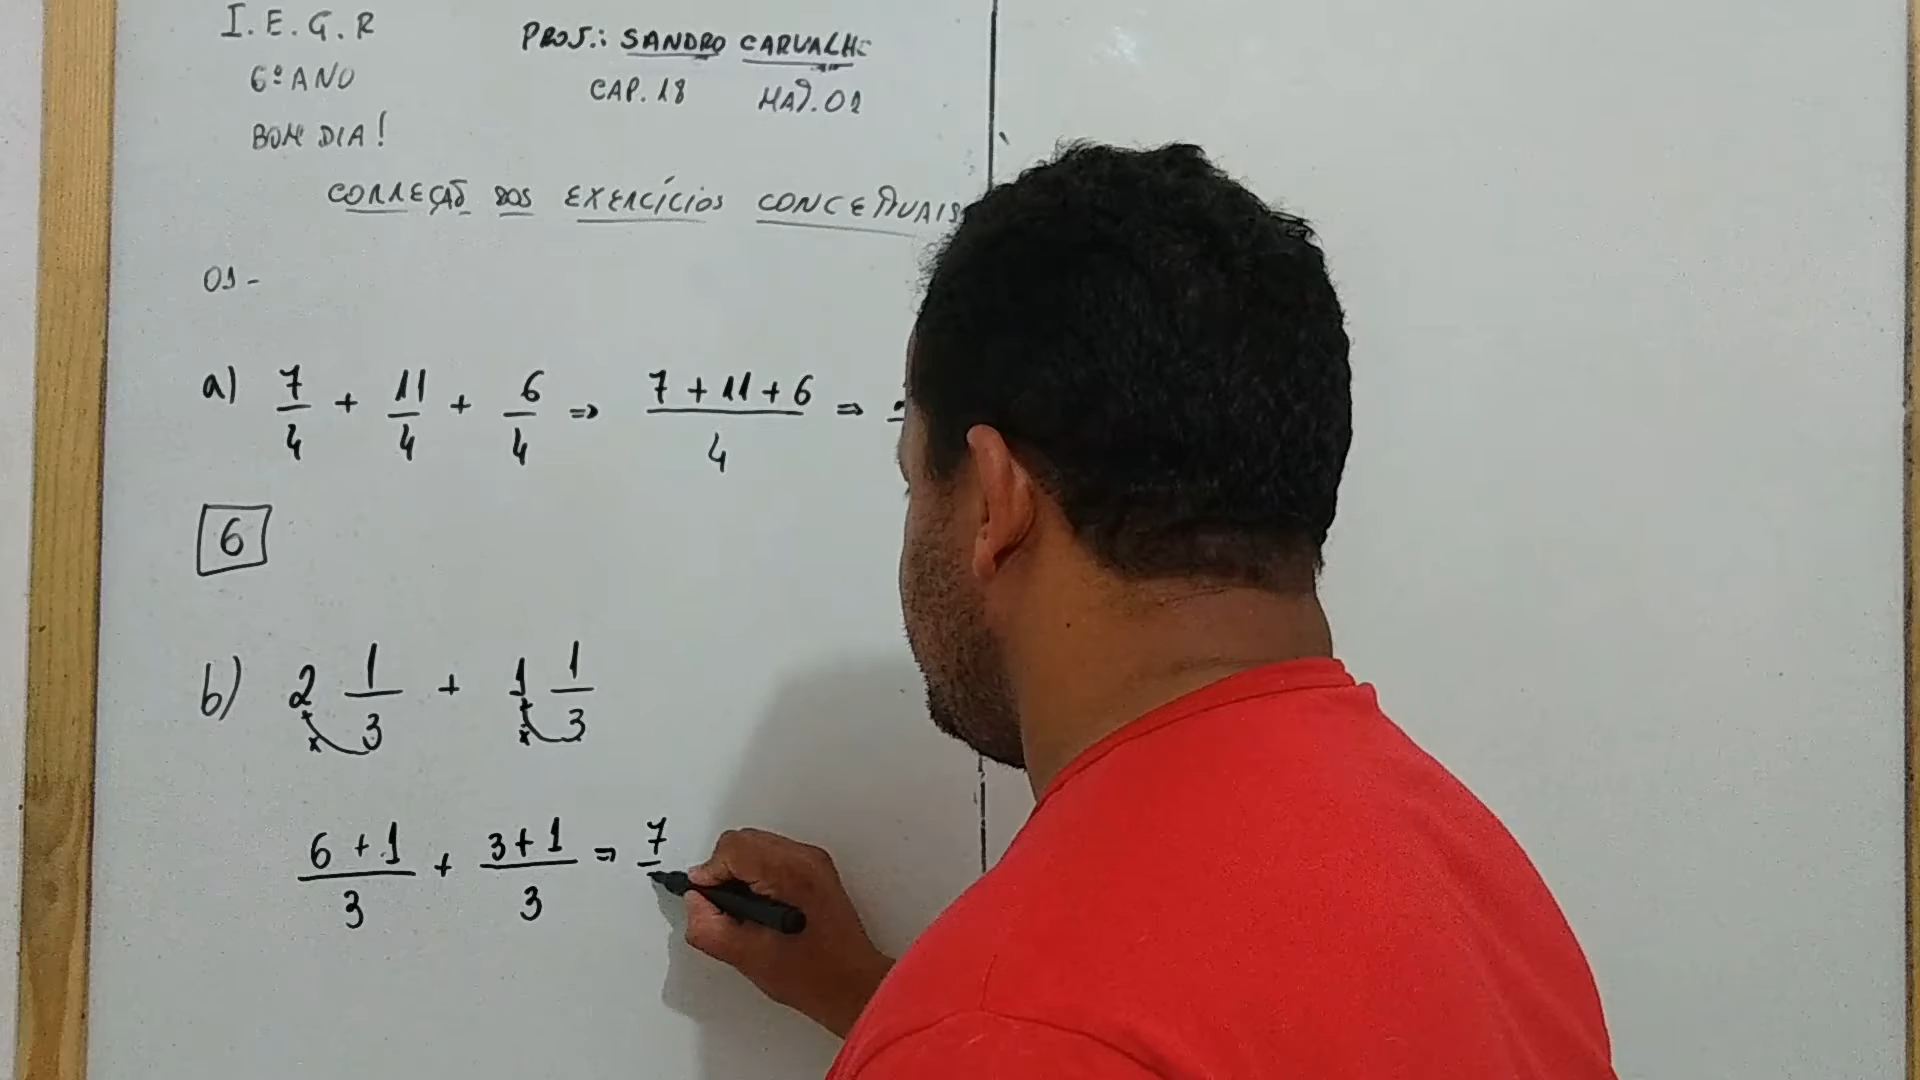 I.E.G.R
PROF.: SANDRO CARVALHO
6º ANO
CAP. 18 MAT. 01
BOM DIA!
CORREÇÃO DOS EXERCÍCIOS CONCEITUAIS
01-
a) 7/4 + 11/4 + 6/4 => 7 + 11 + 6/4 =>
6
b) 2 1/3 + 1 1/3
6 + 1/3 + 3 + 1/3 => 7